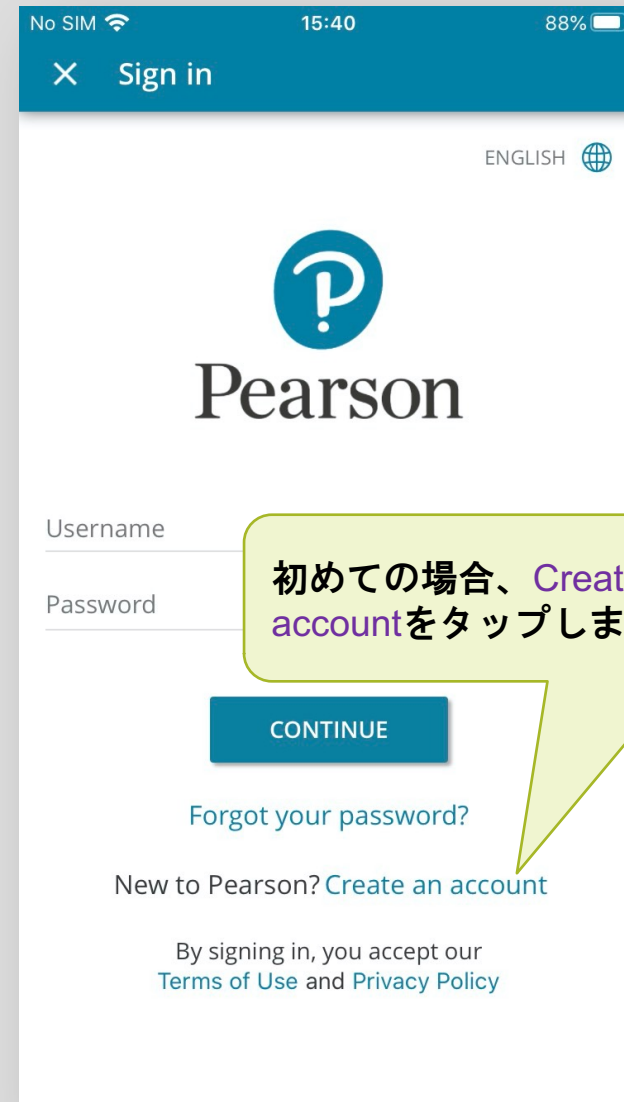 No SIM 15:40 88%
Sign in
ENGLISH
Pearson
Username
Password
初めての場合、Creat
accountをタップしま
CONTINUE
Forgot your password?
New to Pearson? Create an account
By signing in, you accept our
Terms of Use and Privacy Policy